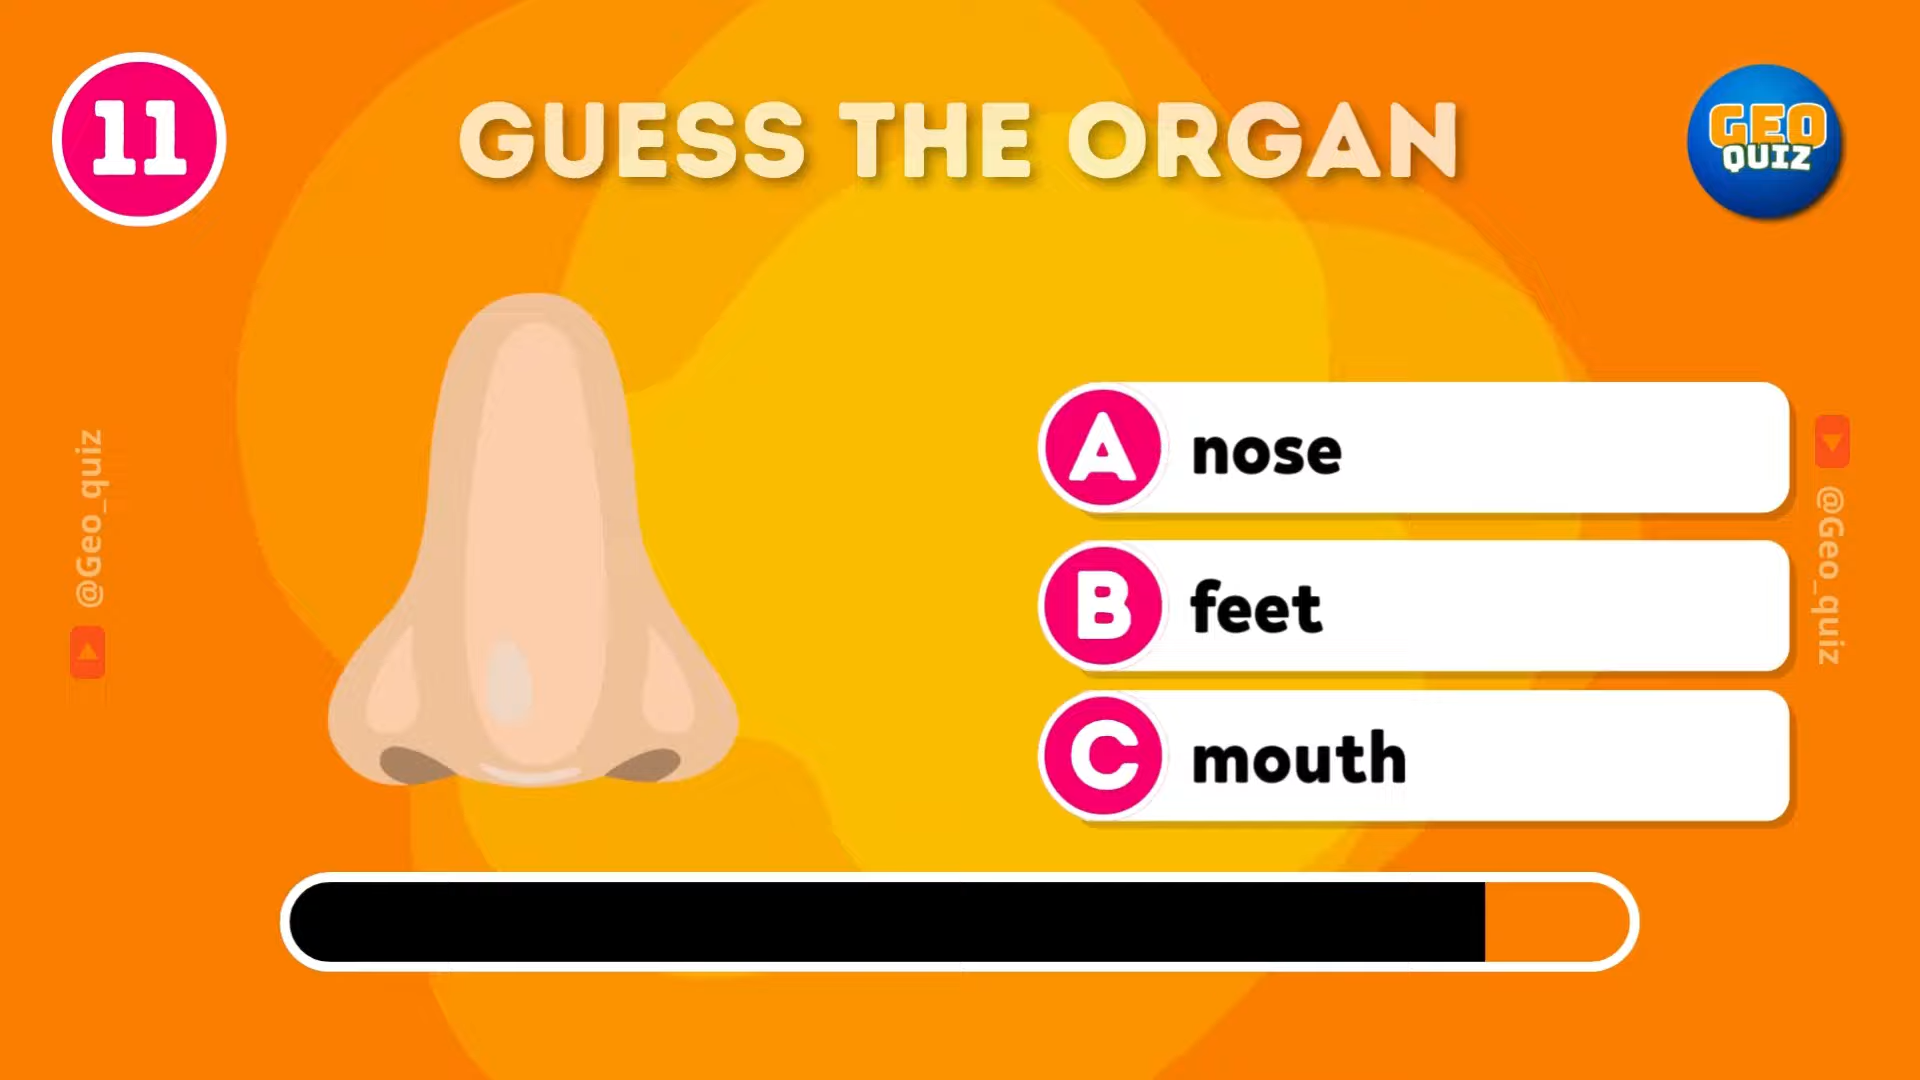 11
GUESS THE ORGAN
GEO
QUIZ
A nose
B feet
C mouth
@Geo_quiz
@Geo_quiz